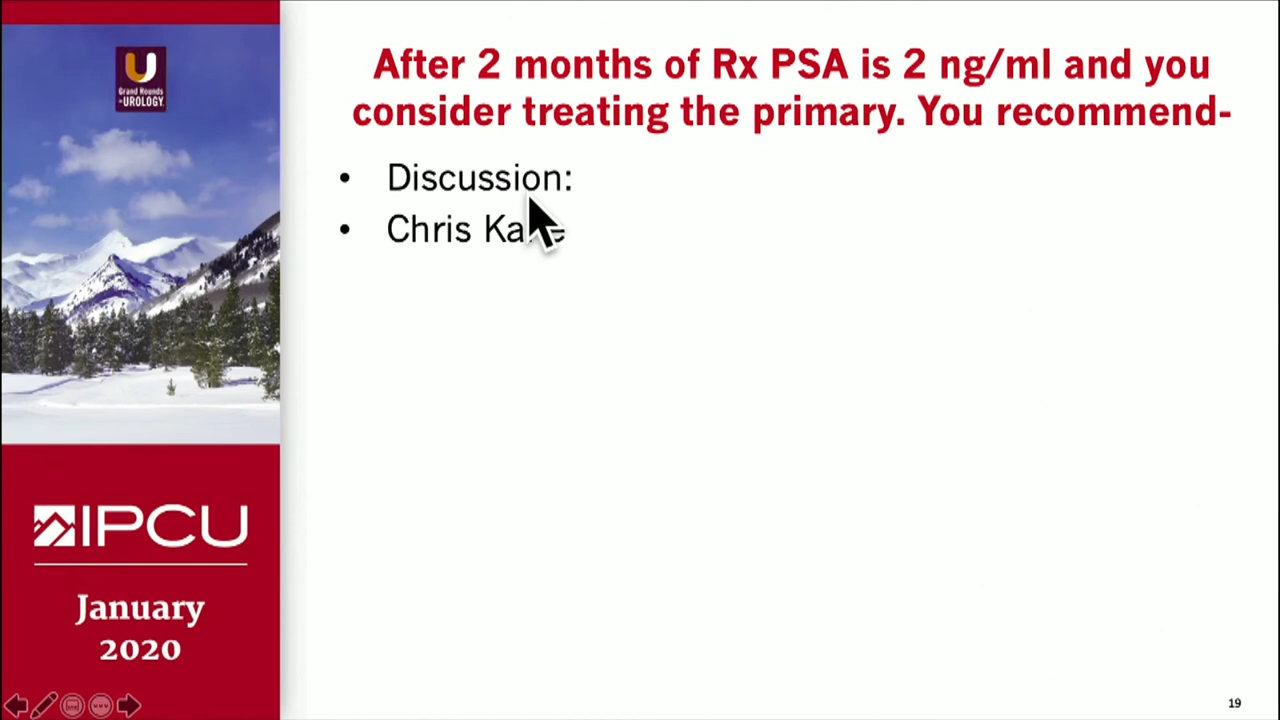 Grand Rounds
in UROLOGY
After 2 months of Rx PSA is 2 ng/ml and you
consider treating the primary. You recommend-
• Discussion:
• Chris
IPCU
January
2020
19